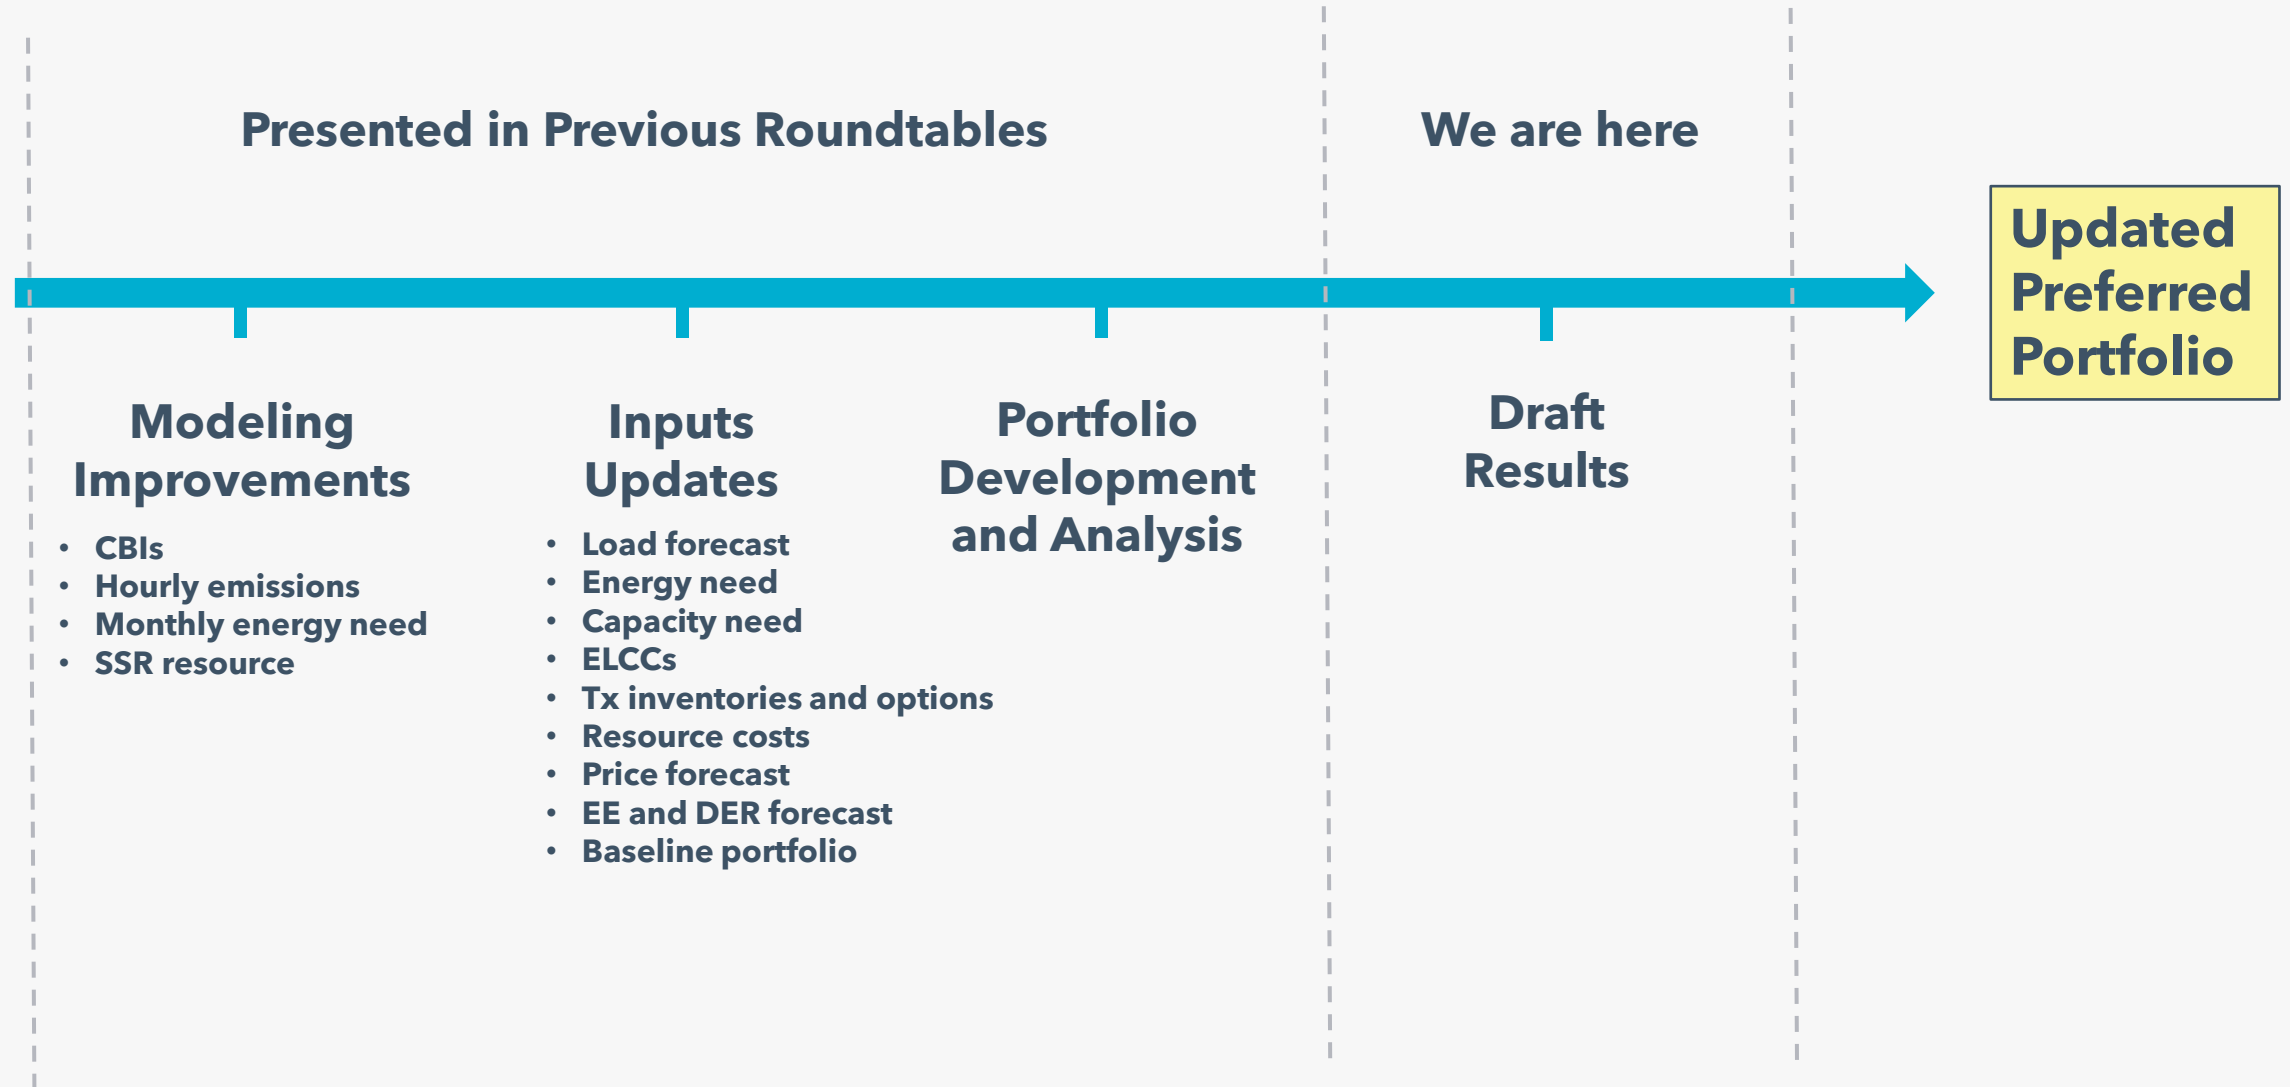 Presented in Previous Roundtables
We are here
Updated
Preferred
Portfolio
Modeling
Improvements
• CBIs
• Hourly emissions
• Monthly energy need
• SSR resource
Inputs
Updates
• Load forecast
• Energy need
• Capacity need
• ELCCs
• Tx inventories and options
• Resource costs
• Price forecast
• EE and DER forecast
• Baseline portfolio
Portfolio
Development
and Analysis
Draft
Results